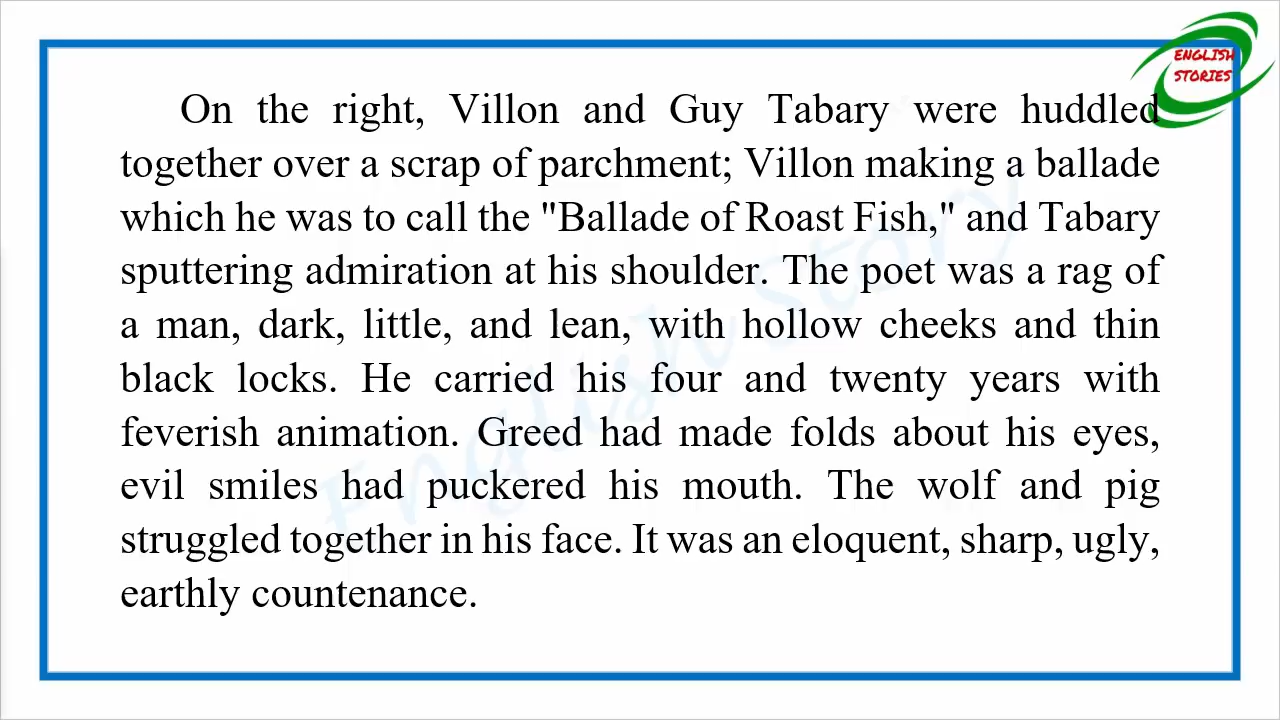 ENGLISH
STORIES
On the right, Villon and Guy Tabary were huddled
together over a scrap of parchment; Villon making a ballade
which he was to call the "Ballade of Roast Fish," and Tabary
sputtering admiration at his shoulder. The poet was a rag of
a man, dark, little, and lean, with hollow cheeks and thin
black locks. He carried his four and twenty years with
feverish animation. Greed had made folds about his eyes,
evil smiles had puckered his mouth. The wolf and pig
struggled together in his face. It was an eloquent, sharp, ugly,
earthly countenance.
English Story